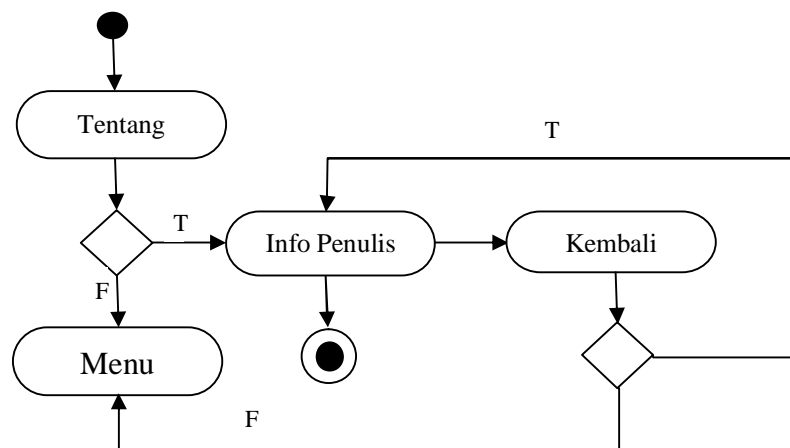 Tentang
T
T
Info Penulis
Kembali
F
Menu
F